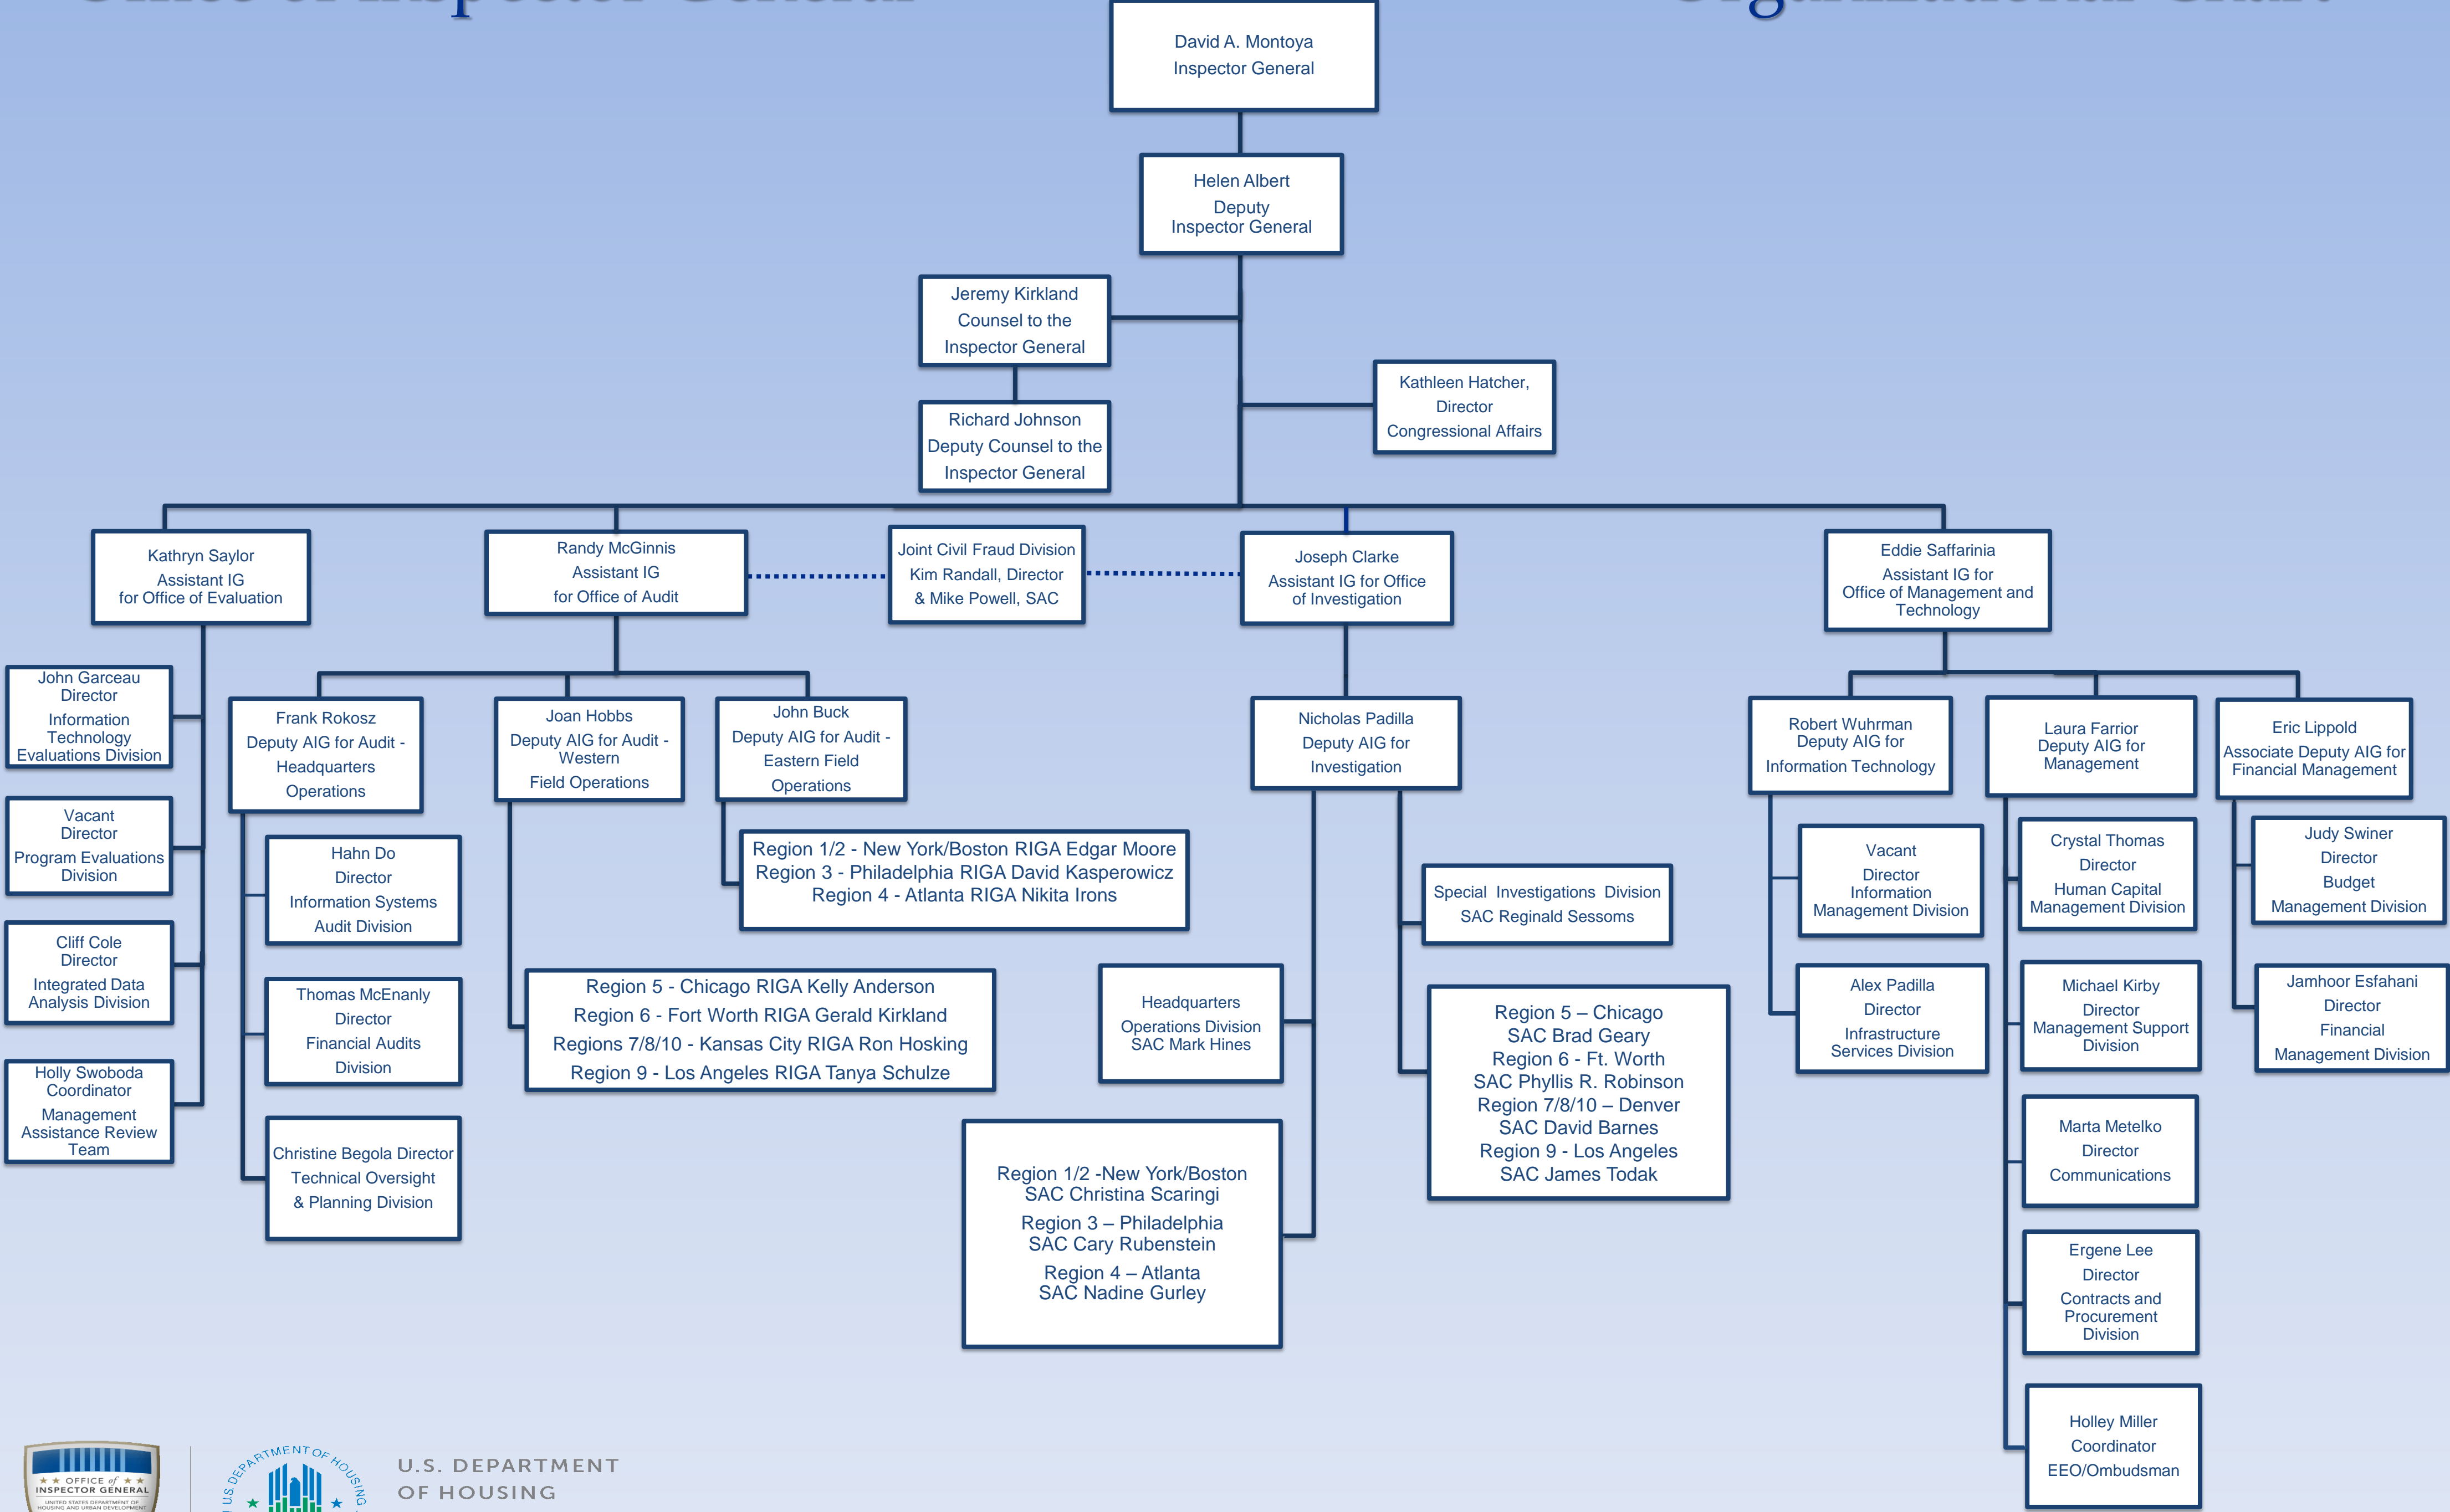 Office of Inspector General
Organizational Chart
David A. Montoya
Inspector General
Helen Albert
Deputy
Inspector General
Jeremy Kirkland
Counsel to the
Inspector General
Kathleen Hatcher,
Director
Congressional Affairs
Richard Johnson
Deputy Counsel to the
Inspector General
Kathryn Saylor
Assistant IG
for Office of Evaluation
Randy McGinnis
Assistant IG
for Office of Audit
Joint Civil Fraud Division
Kim Randall, Director
& Mike Powell, SAC
Joseph Clarke
Assistant IG for Office
of Investigation
Eddie Saffarinia
Assistant IG for
Office of Management and
Technology
John Garceau
Director
Information
Technology
Evaluations Division
Vacant
Director
Program Evaluations
Division
Cliff Cole
Director
Integrated Data
Analysis Division
Holly Swoboda
Coordinator
Management
Assistance Review
Team
Frank Rokosz
Deputy AIG for Audit -
Headquarters
Operations
Hahn Do
Director
Information Systems
Audit Division
Thomas McEnanly
Director
Financial Audits
Division
Christine Begola Director
Technical Oversight
& Planning Division
Joan Hobbs
Deputy AIG for Audit -
Western
Field Operations
Region 5 - Chicago RIGA Kelly Anderson
Region 6 - Fort Worth RIGA Gerald Kirkland
Regions 7/8/10 - Kansas City RIGA Ron Hosking
Region 9 - Los Angeles RIGA Tanya Schulze
John Buck
Deputy AIG for Audit -
Eastern Field
Operations
Region 1/2 - New York/Boston RIGA Edgar Moore
Region 3 - Philadelphia RIGA David Kasperowicz
Region 4 - Atlanta RIGA Nikita Irons
Nicholas Padilla
Deputy AIG for
Investigation
Headquarters
Operations Division
SAC Mark Hines
Region 1/2 -New York/Boston
SAC Christina Scaringi
Region 3 – Philadelphia
SAC Cary Rubenstein
Region 4 – Atlanta
SAC Nadine Gurley
Special Investigations Division
SAC Reginald Sessoms
Region 5 – Chicago
SAC Brad Geary
Region 6 - Ft. Worth
SAC Phyllis R. Robinson
Region 7/8/10 – Denver
SAC David Barnes
Region 9 - Los Angeles
SAC James Todak
Robert Wuhrman
Deputy AIG for
Information Technology
Vacant
Director
Information
Management Division
Alex Padilla
Director
Infrastructure
Services Division
Laura Farrior
Deputy AIG for
Management
Crystal Thomas
Director
Human Capital
Management Division
Michael Kirby
Director
Management Support
Division
Marta Metelko
Director
Communications
Ergene Lee
Director
Contracts and
Procurement
Division
Holley Miller
Coordinator
EEO/Ombudsman
Eric Lippold
Associate Deputy AIG for
Financial Management
Judy Swiner
Director
Budget
Management Division
Jamhoor Esfahani
Director
Financial
Management Division
OFFICE of
INSPECTOR GENERAL
UNITED STATES DEPARTMENT OF
HOUSING AND URBAN DEVELOPMENT
U.S. DEPARTMENT OF HOUSING
U.S. DEPARTMENT
OF HOUSING